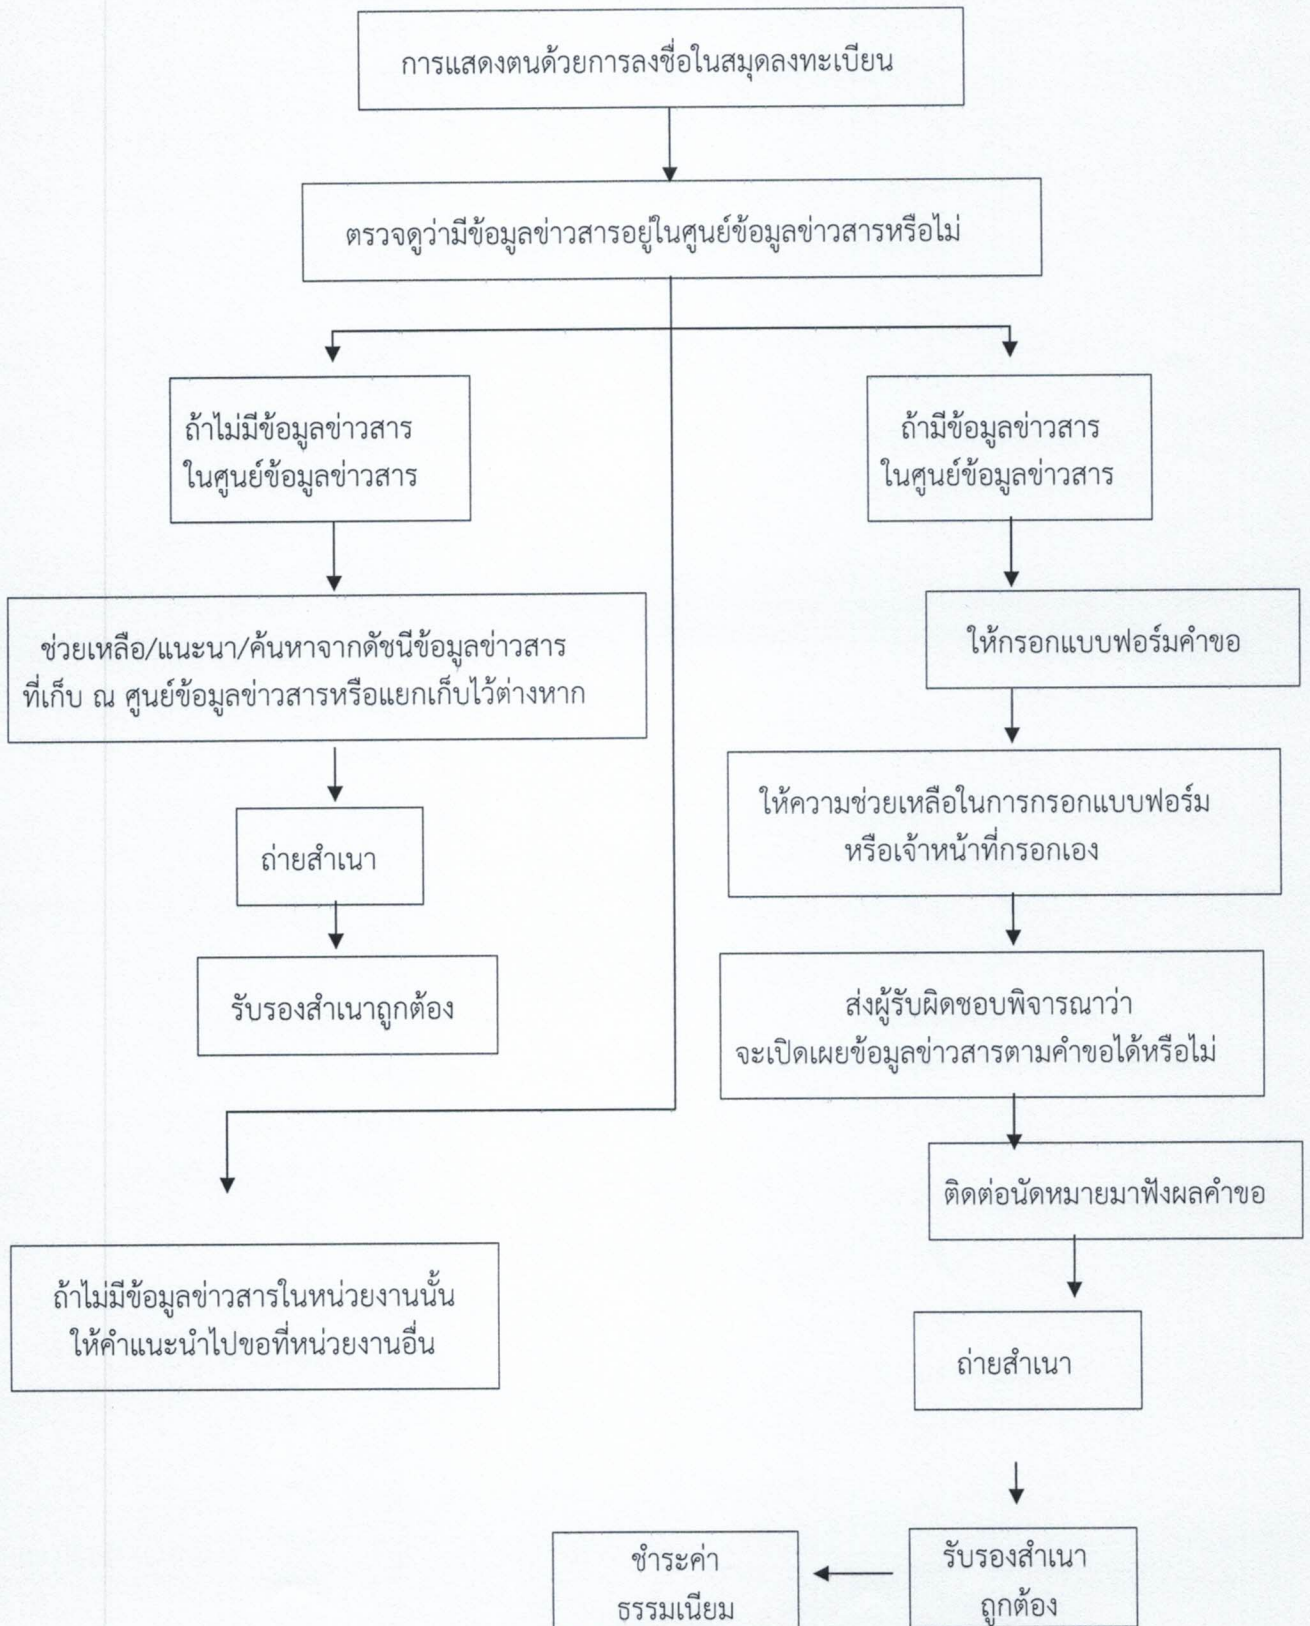 การแสดงตนด้วยการลงชื่อในสมุดลงทะเบียน
ตรวจดูว่ามีข้อมูลข่าวสารอยู่ในศูนย์ข้อมูลข่าวสารหรือไม่
ถ้าไม่มีข้อมูลข่าวสาร
ในศูนย์ข้อมูลข่าวสาร
ช่วยเหลือ/แนะนา/ค้นหาจากดัชนีข้อมูลข่าวสาร
ที่เก็บ ณ ศูนย์ข้อมูลข่าวสารหรือแยกเก็บไว้ต่างหาก
ถ่ายสำเนา
รับรองสำเนาถูกต้อง
ถ้าไม่มีข้อมูลข่าวสารในหน่วยงานนั้น
ให้คำแนะนำไปขอที่หน่วยงานอื่น
ถ้ามีข้อมูลข่าวสาร
ในศูนย์ข้อมูลข่าวสาร
ให้กรอกแบบฟอร์มคำขอ
ให้ความช่วยเหลือในการกรอกแบบฟอร์ม
หรือเจ้าหน้าที่กรอกเอง
ส่งผู้รับผิดชอบพิจารณาว่า
จะเปิดเผยข้อมูลข่าวสารตามคำขอได้หรือไม่
ติดต่อนัดหมายมาฟังผลคำขอ
ถ่ายสำเนา
รับรองสำเนา
ถูกต้อง
ชำระค่า
ธรรมเนียม